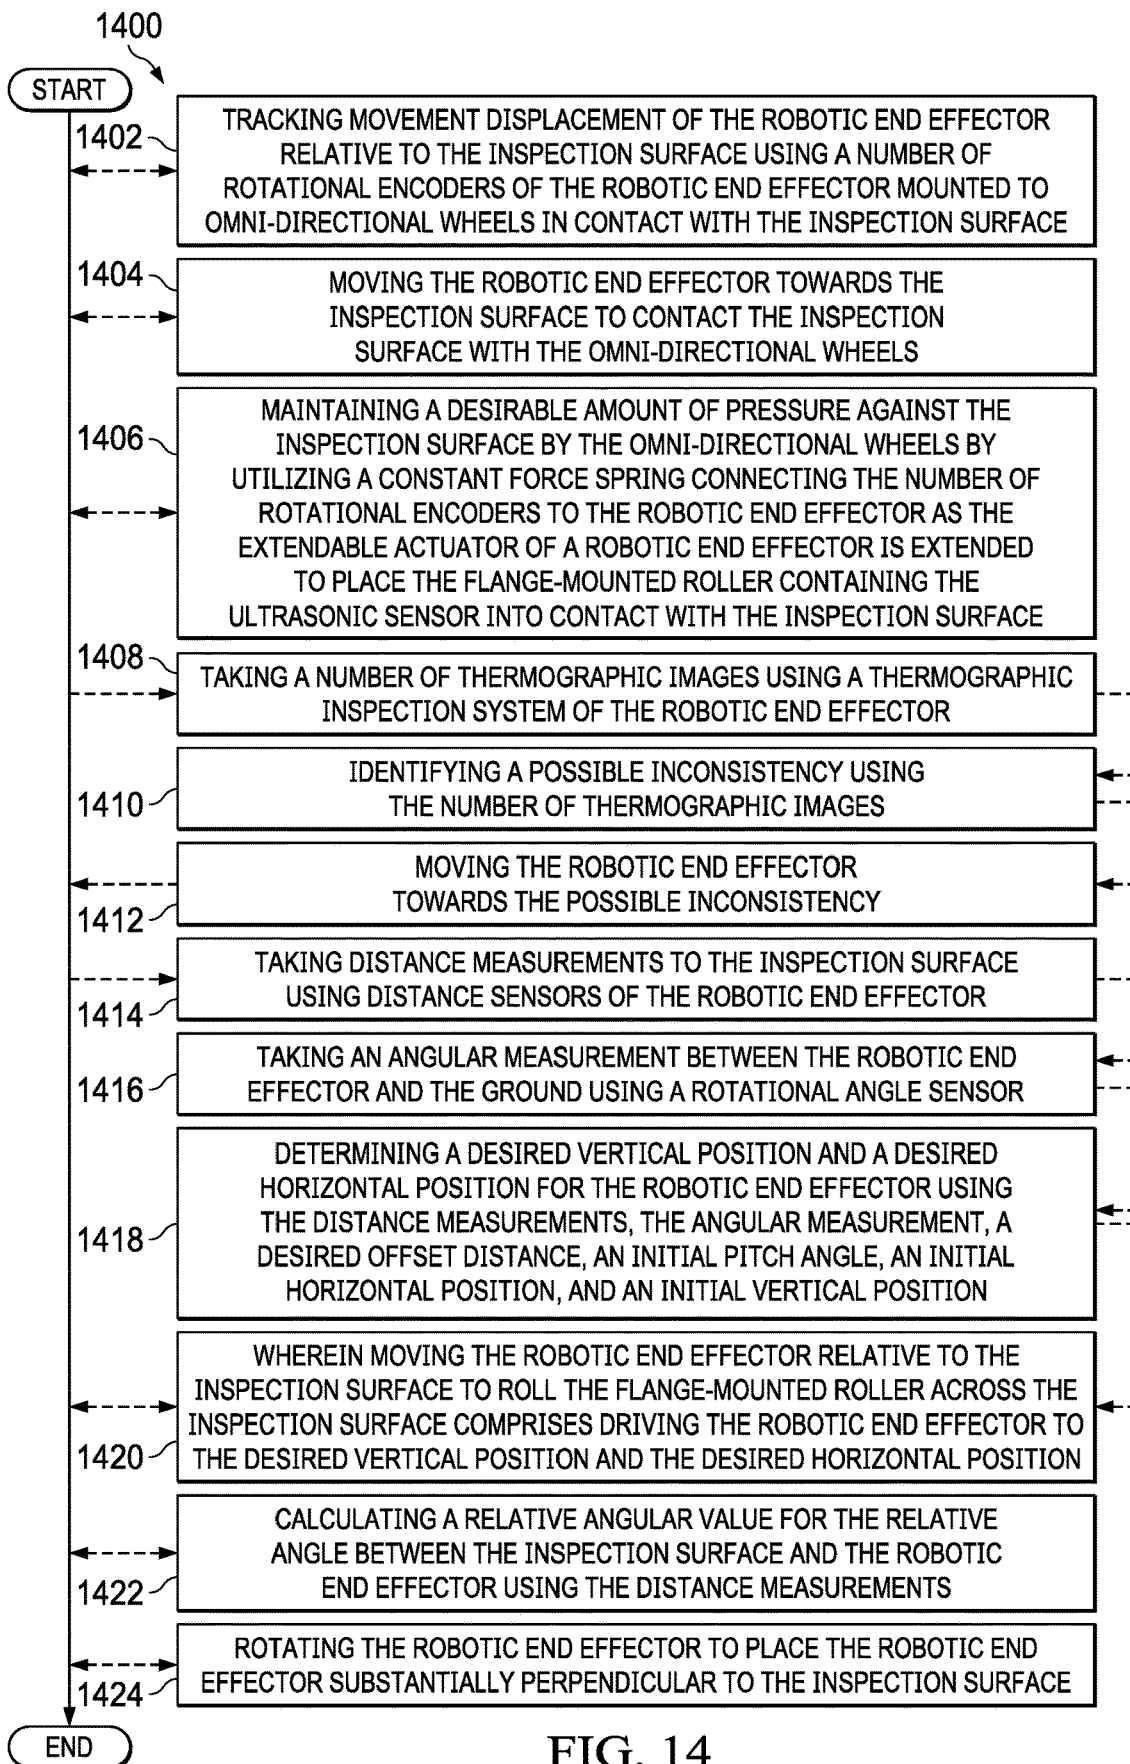 1400
START
1402
TRACKING MOVEMENT DISPLACEMENT OF THE ROBOTIC END EFFECTOR
RELATIVE TO THE INSPECTION SURFACE USING A NUMBER OF
ROTATIONAL ENCODERS OF THE ROBOTIC END EFFECTOR MOUNTED TO
OMNI-DIRECTIONAL WHEELS IN CONTACT WITH THE INSPECTION SURFACE
1404
MOVING THE ROBOTIC END EFFECTOR TOWARDS THE
INSPECTION SURFACE TO CONTACT THE INSPECTION
SURFACE WITH THE OMNI-DIRECTIONAL WHEELS
1406
MAINTAINING A DESIRABLE AMOUNT OF PRESSURE AGAINST THE
INSPECTION SURFACE BY THE OMNI-DIRECTIONAL WHEELS BY
UTILIZING A CONSTANT FORCE SPRING CONNECTING THE NUMBER OF
ROTATIONAL ENCODERS TO THE ROBOTIC END EFFECTOR AS THE
EXTENDABLE ACTUATOR OF A ROBOTIC END EFFECTOR IS EXTENDED
TO PLACE THE FLANGE-MOUNTED ROLLER CONTAINING THE
ULTRASONIC SENSOR INTO CONTACT WITH THE INSPECTION SURFACE
1408
TAKING A NUMBER OF THERMOGRAPHIC IMAGES USING A THERMOGRAPHIC
INSPECTION SYSTEM OF THE ROBOTIC END EFFECTOR
1410
IDENTIFYING A POSSIBLE INCONSISTENCY USING
THE NUMBER OF THERMOGRAPHIC IMAGES
1412
MOVING THE ROBOTIC END EFFECTOR
TOWARDS THE POSSIBLE INCONSISTENCY
1414
TAKING DISTANCE MEASUREMENTS TO THE INSPECTION SURFACE
USING DISTANCE SENSORS OF THE ROBOTIC END EFFECTOR
1416
TAKING AN ANGULAR MEASUREMENT BETWEEN THE ROBOTIC END
EFFECTOR AND THE GROUND USING A ROTATIONAL ANGLE SENSOR
1418
DETERMINING A DESIRED VERTICAL POSITION AND A DESIRED
HORIZONTAL POSITION FOR THE ROBOTIC END EFFECTOR USING
THE DISTANCE MEASUREMENTS, THE ANGULAR MEASUREMENT, A
DESIRED OFFSET DISTANCE, AN INITIAL PITCH ANGLE, AN INITIAL
HORIZONTAL POSITION, AND AN INITIAL VERTICAL POSITION
1420
WHEREIN MOVING THE ROBOTIC END EFFECTOR RELATIVE TO THE
INSPECTION SURFACE TO ROLL THE FLANGE-MOUNTED ROLLER ACROSS THE
INSPECTION SURFACE COMPRISES DRIVING THE ROBOTIC END EFFECTOR TO
THE DESIRED VERTICAL POSITION AND THE DESIRED HORIZONTAL POSITION
1422
CALCULATING A RELATIVE ANGULAR VALUE FOR THE RELATIVE
ANGLE BETWEEN THE INSPECTION SURFACE AND THE ROBOTIC
END EFFECTOR USING THE DISTANCE MEASUREMENTS
1424
ROTATING THE ROBOTIC END EFFECTOR TO PLACE THE ROBOTIC END
EFFECTOR SUBSTANTIALLY PERPENDICULAR TO THE INSPECTION SURFACE
END
FIG. 14